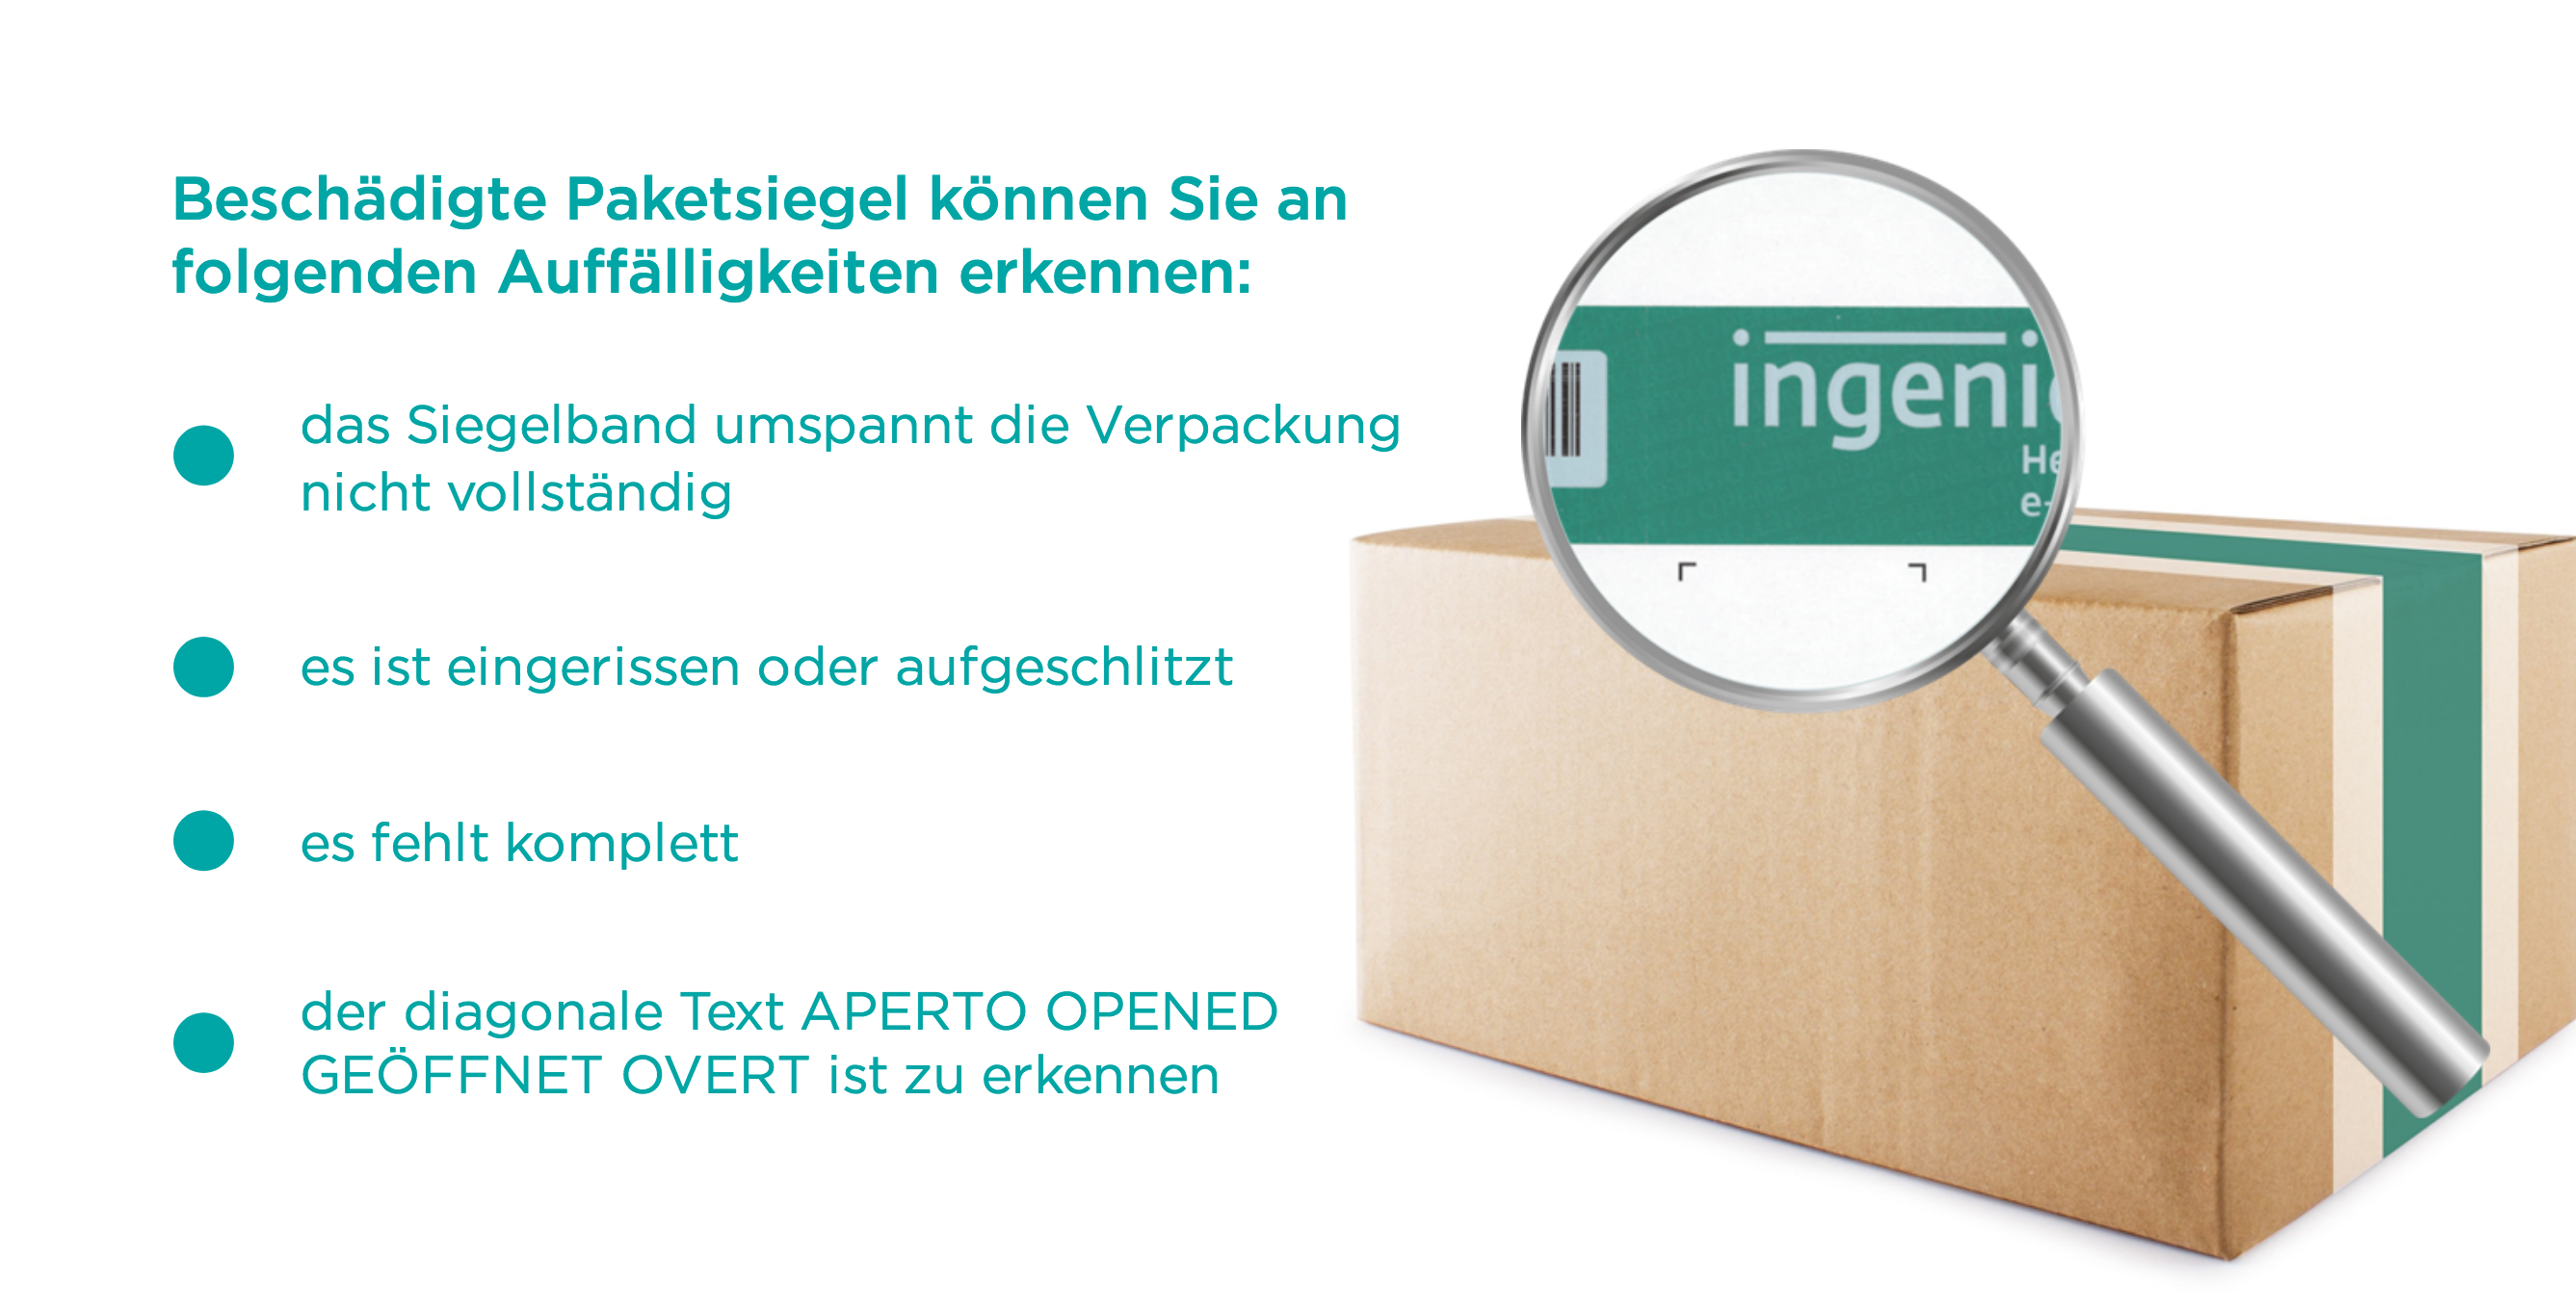 Beschädigte Paketsiegel können Sie an
folgenden Auffälligkeiten erkennen:
das Siegelband umspannt die Verpackung
nicht vollständig
es ist eingerissen oder aufgeschlitzt
es fehlt komplett
der diagonale Text APERTO OPENED
GEÖFFNET OVERT ist zu erkennen
ingeni
He
e-